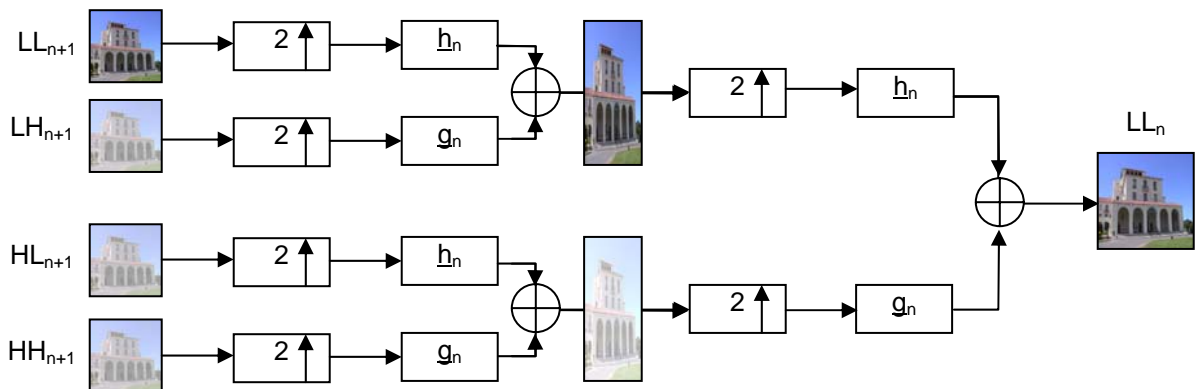 LLn+1 2 hn
LHn+1 2 gn
2 hn
LLn
HLn+1 2 hn
HHn+1 2 gn
2 gn